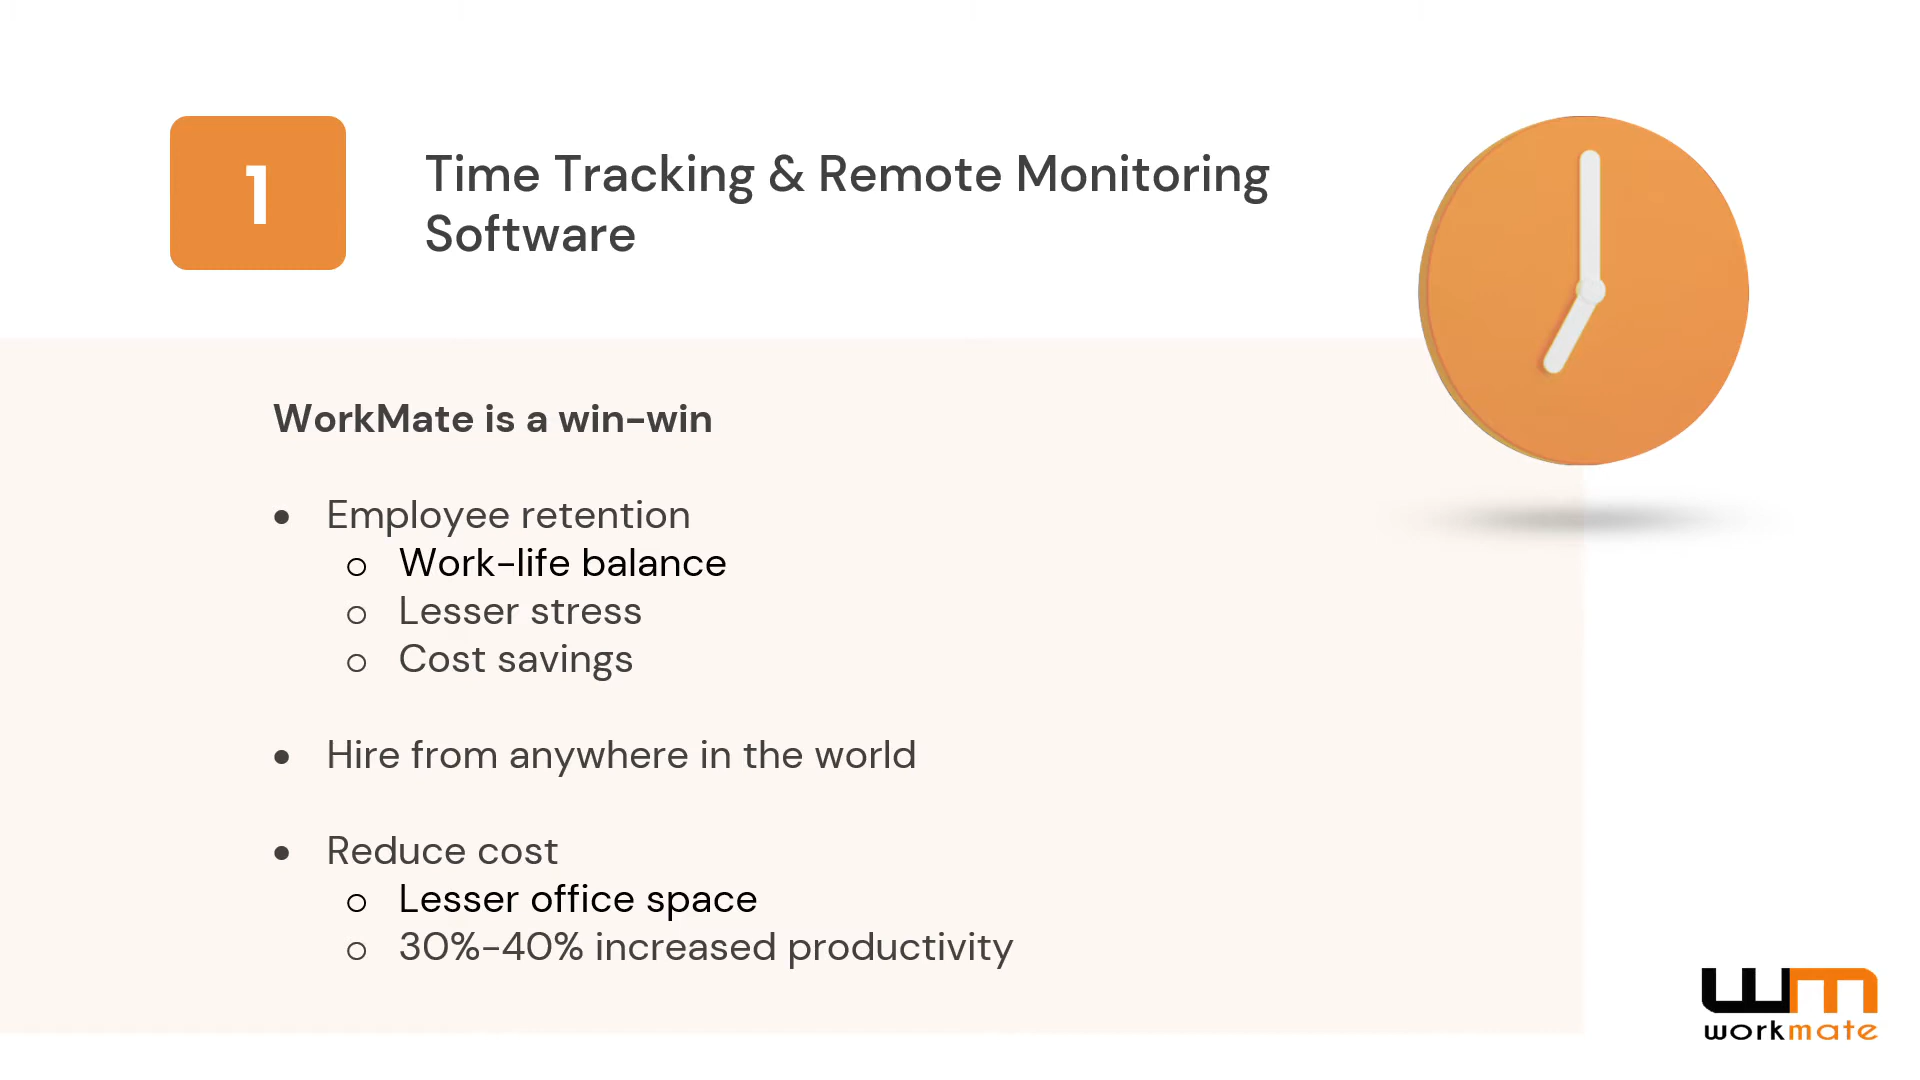 1
Time Tracking & Remote Monitoring
Software
WorkMate is a win-win
• Employee retention
o Work-life balance
o Lesser stress
o Cost savings
• Hire from anywhere in the world
• Reduce cost
o Lesser office space
o 30%-40% increased productivity
wm
workmate